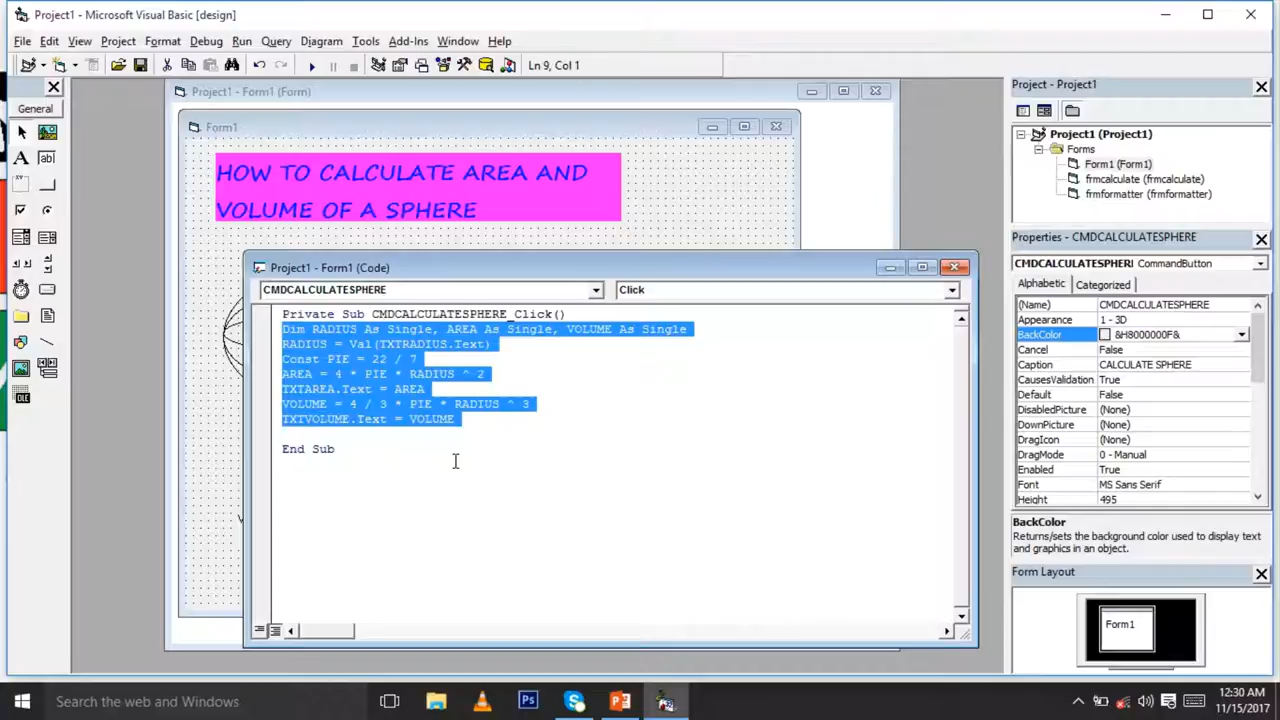 Project1 - Microsoft Visual Basic [design]
File Edit View Project Format Debug Run Query Diagram Tools Add-Ins Window Help
Ln 9, Col 1
General
Project1 - Form1 (Form)
Form1
HOW TO CALCULATE AREA AND
VOLUME OF A SPHERE
Project1 - Form1 (Code)
CMDCALCULATESPHERE Click
Private Sub CMDCALCULATESPHERE_Click()
Dim RADIUS As Single, AREA As Single, VOLUME As Single
RADIUS = Val(TXTRADIUS.Text)
Const PIE = 22 / 7
AREA = 4 * PIE * RADIUS ^ 2
TXTAREA.Text = AREA
VOLUME = 4 / 3 * PIE * RADIUS ^ 3
TXTVOLUME.Text = VOLUME
End Sub
Project - Project1
Project1 (Project1)
Forms
Form1 (Form1)
frmcalculate (frmcalculate)
frmformatter (frmformatter)
Properties - CMDCALCULATESPHERE
CMDCALCULATESPHERI CommandButton
Alphabetic Categorized
(Name) CMDCALCULATESPHERE
Appearance 1 - 3D
BackColor &H8000000F&
Cancel False
Caption CALCULATE SPHERE
CausesValidation True
Default False
DisabledPicture (None)
DownPicture (None)
DragIcon (None)
DragMode 0 - Manual
Enabled True
Font MS Sans Serif
Height 495
BackColor
Returns/sets the background color used to display text
and graphics in an object.
Form Layout
Form1
Search the web and Windows
12:30 AM
11/15/2017